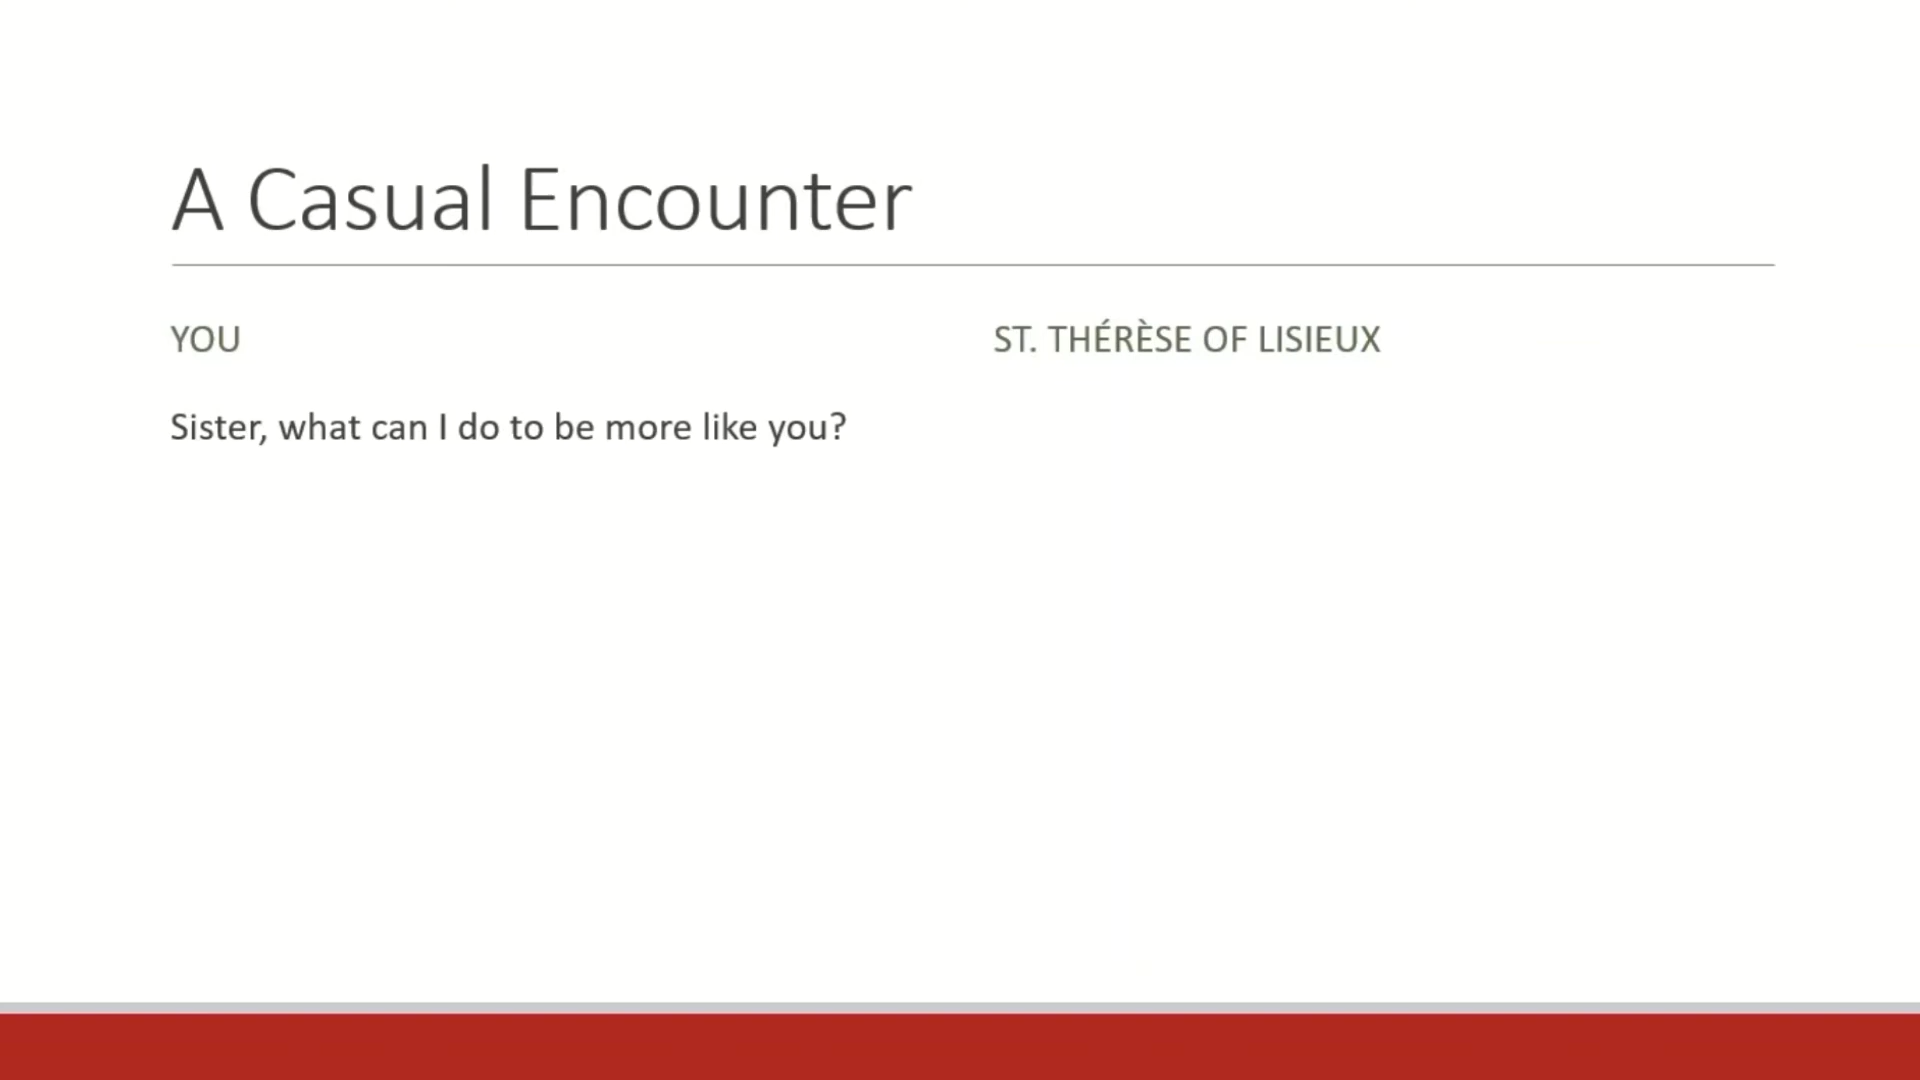 A Casual Encounter
YOU
Sister, what can I do to be more like you?
ST. THÉRÈSE OF LISIEUX